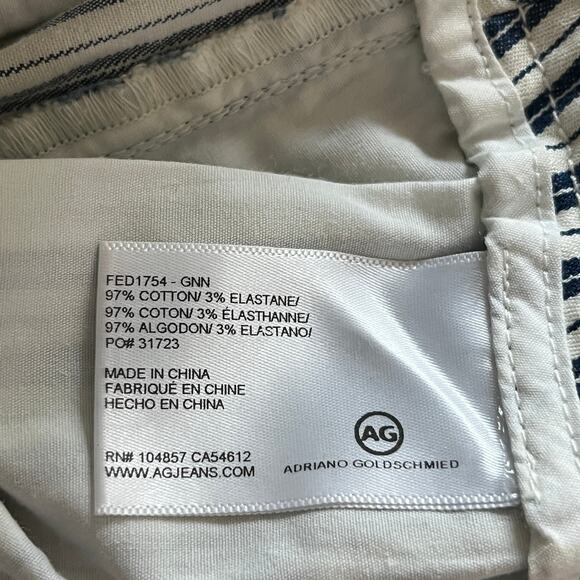 FED1754 - GNN
97% COTTON/ 3% ELASTANE/
97% COTON/ 3% ÉLASTHANNE/
97% ALGODON/ 3% ELASTANO/
PO# 31723
MADE IN CHINA
FABRIQUÉ EN CHINE
HECHO EN CHINA
RN# 104857 CA54612
WWW.AGJEANS.COM
AG
ADRIANO GOLDSCHMIED